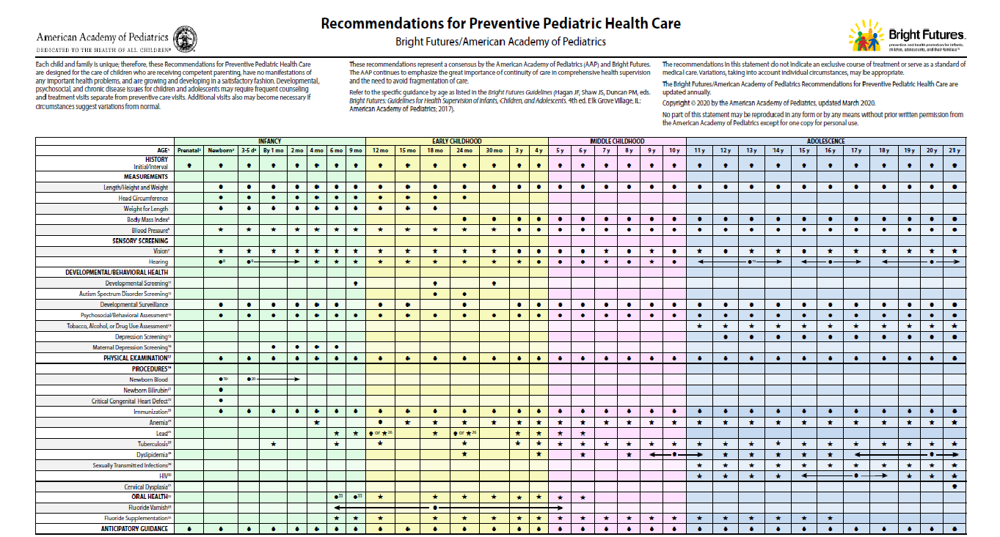 Recommendations for Preventive Pediatric Health Care
Bright Futures/American Academy of Pediatrics
American Academy of Pediatrics
DEDICATED TO THE HEALTH OF ALL CHILDREN®
Bright Futures™
prevention and health promotion for infants,
children, adolescents, and their families™
Each child and family is unique; therefore, these Recommendations for Preventive Pediatric Health Care
are designed for the care of children who are receiving competent parenting, have no manifestations of
any important health problems, and are growing and developing in a satisfactory fashion. Developmental,
psychosocial, and chronic disease issues for children and adolescents may require frequent counseling
and treatment visits separate from preventive care visits. Additional visits also may become necessary if
circumstances suggest variations from normal.
These recommendations represent a consensus by the American Academy of Pediatrics (AAP) and Bright Futures.
The AAP continues to emphasize the great importance of continuity of care in comprehensive health supervision
and the need to avoid fragmentation of care.
Refer to the specific guidance by age as listed in the Bright Futures Guidelines (Hagan JF, Shaw JS, Duncan PM, eds.
Bright Futures: Guidelines for Health Supervision of Infants, Children, and Adolescents. 4th ed. Elk Grove Village, IL:
American Academy of Pediatrics; 2017).
The recommendations in this statement do not indicate an exclusive course of treatment or serve as a standard of
medical care. Variations, taking into account individual circumstances, may be appropriate.
The Bright Futures/American Academy of Pediatrics Recommendations for Preventive Pediatric Health Care are
updated annually.
Copyright © 2020 by the American Academy of Pediatrics, updated March 2020.
No part of this statement may be reproduced in any form or by any means without prior written permission from
the American Academy of Pediatrics except for one copy for personal use.
INFANCY EARLY CHILDHOOD MIDDLE CHILDHOOD ADOLESCENCE
AGE¹ Prenatal² Newborn³ 3-5 d⁴ By 1 mo 2 mo 4 mo 6 mo 9 mo 12 mo 15 mo 18 mo 24 mo 30 mo 3 y 4 y 5 y 6 y 7 y 8 y 9 y 10 y 11 y 12 y 13 y 14 y 15 y 16 y 17 y 18 y 19 y 20 y 21 y
HISTORY
Initial/Interval
MEASUREMENTS
Length/Height and Weight
Head Circumference
Weight for Length
Body Mass Index⁵
Blood Pressure⁶
SENSORY SCREENING
Vision⁷
Hearing ●⁸ ●⁹ ●¹⁰
DEVELOPMENTAL/BEHAVIORAL HEALTH
Developmental Screening¹¹
Autism Spectrum Disorder Screening¹²
Developmental Surveillance
Psychosocial/Behavioral Assessment¹³
Tobacco, Alcohol, or Drug Use Assessment¹⁴
Depression Screening¹⁵
Maternal Depression Screening¹⁶
PHYSICAL EXAMINATION¹⁷
PROCEDURES¹⁸
Newborn Blood ●¹⁹ ●²⁰
Newborn Bilirubin²¹
Critical Congenital Heart Defect²²
Immunization²³
Anemia²⁴
Lead²⁵ ● or ★²⁶ ● or ★²⁶
Tuberculosis²⁷
Dyslipidemia²⁸
Sexually Transmitted Infections²⁹
HIV³⁰
Cervical Dysplasia³¹
ORAL HEALTH³² ●³³ ●³³
Fluoride Varnish³⁴
Fluoride Supplementation³⁵
ANTICIPATORY GUIDANCE